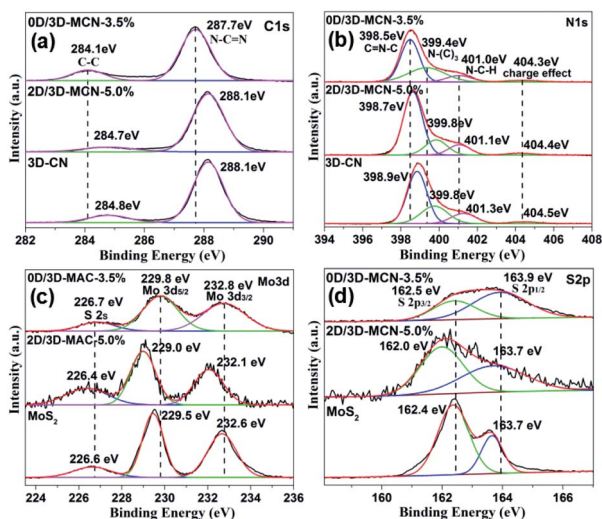 0D/3D-MCN-3.5%
287.7eV
C1s
(a)
N-C=N
284.1eV
C-C
2D/3D-MCN-5.0%
288.1eV
284.7eV
3D-CN
288.1eV
284.8eV
Intensity (a.u.)
282 284 286 288 290
Binding Energy (eV)
0D/3D-MCN-3.5%
N1s
(b)
398.5eV
C=N-C
399.4eV
N-(C)3
401.0eV
N-C-H
404.3eV
charge effect
2D/3D-MCN-5.0%
398.7eV
399.8eV
401.1eV
404.4eV
3D-CN
398.9eV
399.8eV
401.3eV
404.5eV
Intensity (a.u.)
394 396 398 400 402 404 406 408
Binding Energy (eV)
0D/3D-MAC-3.5%
229.8 eV
232.8 eV
Mo3d
(c)
226.7 eV
Mo 3d5/2
Mo 3d3/2
S 2s
2D/3D-MAC-5.0%
229.0 eV
232.1 eV
226.4 eV
MoS2
229.5 eV
232.6 eV
226.6 eV
Intensity (a.u.)
224 226 228 230 232 234 236
Binding Energy (eV)
0D/3D-MCN-3.5%
163.9 eV
S2p
(d)
162.5 eV
S 2p1/2
S 2p3/2
2D/3D-MCN-5.0%
162.0 eV
163.7 eV
MoS2
162.4 eV
163.7 eV
Intensity (a.u.)
160 162 164 166
Binding Energy (eV)